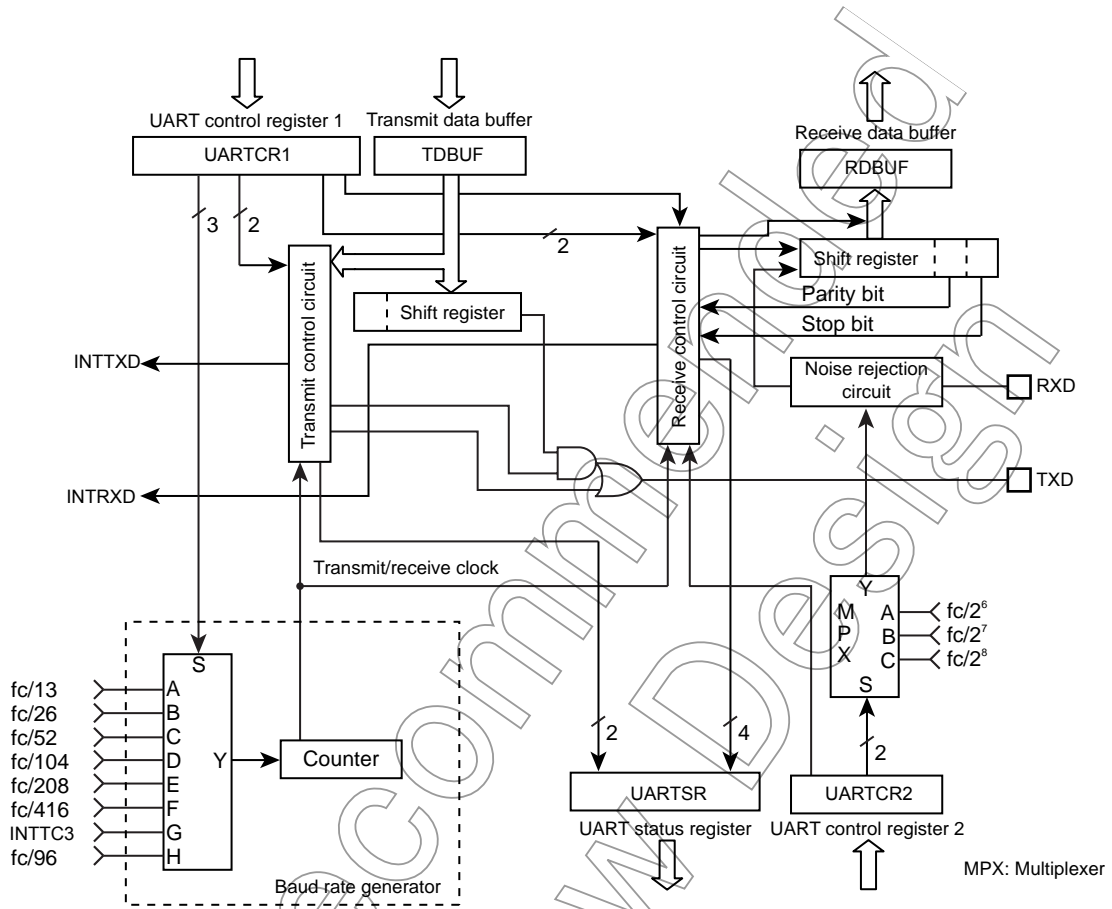 UART control register 1
Transmit data buffer
Receive data buffer
UARTCR1
TDBUF
RDBUF
3
2
2
Transmit control circuit
Receive control circuit
Shift register
Shift register
Parity bit
Stop bit
INTTXD
Noise rejection
circuit
RXD
INTRXD
TXD
Transmit/receive clock
S
fc/13 A
fc/26 B
fc/52 C
fc/104 D
fc/208 E
fc/416 F
INTTC3 G
fc/96 H
Y
Counter
Baud rate generator
Y
M
P
X
A fc/2⁶
B fc/2⁷
C fc/2⁸
S
2
4
2
UARTSR
UART status register
UARTCR2
UART control register 2
MPX: Multiplexer
ecommended
w Design